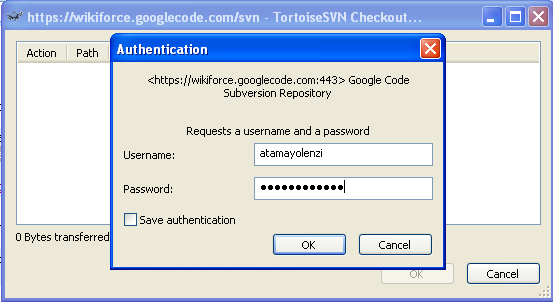 https://wikiforce.googlecode.com/svn - TortoiseSVN Checkout...
Action Path
Authentication
<https://wikiforce.googlecode.com:443> Google Code
Subversion Repository
Requests a username and a password
Username: atamayolenzi
Password: ●●●●●●●●●●●●
Save authentication
OK Cancel
0 Bytes transferred
OK Cancel